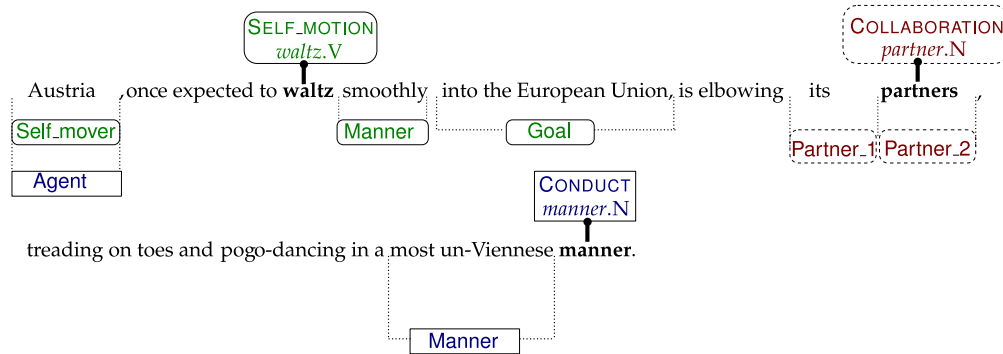 SELF_MOTION COLLABORATION
waltz.V partner.N
Austria , once expected to waltz smoothly into the European Union, is elbowing its partners ,
Self_mover Manner Goal Partner_1 Partner_2
Agent CONDUCT
manner.N
treading on toes and pogo-dancing in a most un-Viennese manner.
Manner